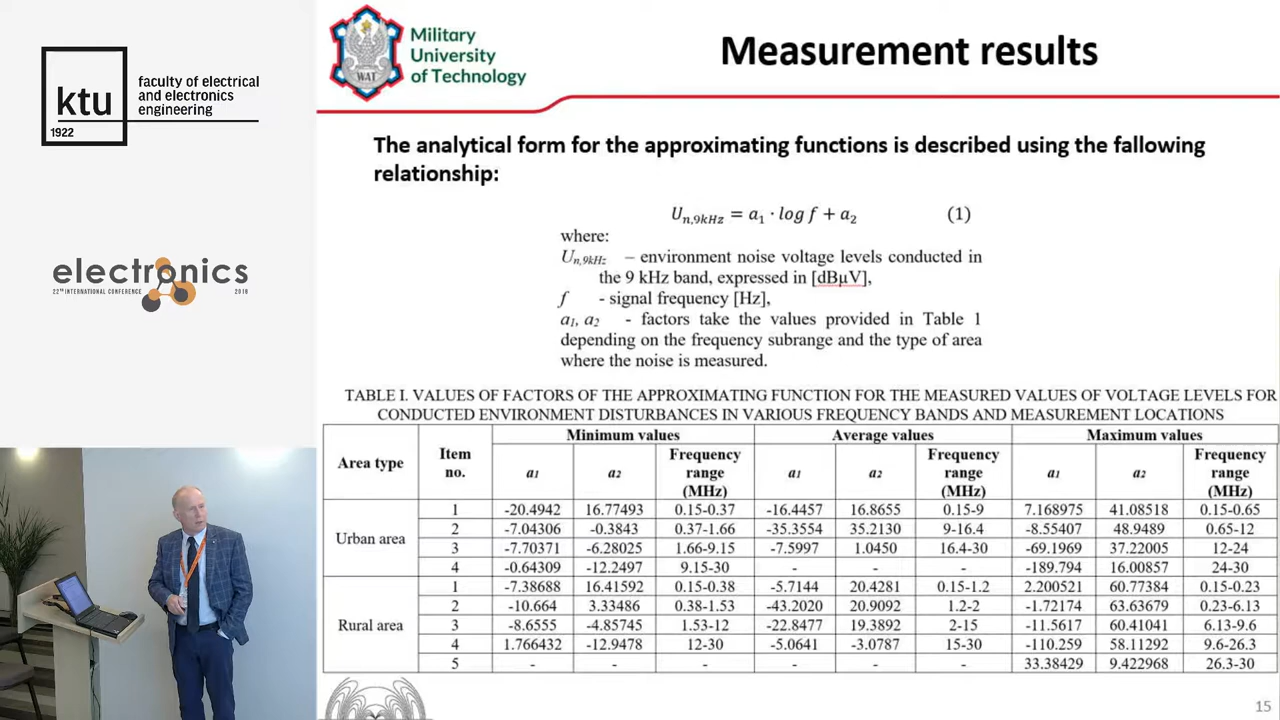 ktu
1922
faculty of electrical
and electronics
engineering
electronics
22TH INTERNATIONAL CONFERENCE 2018
WAT
Military
University
of Technology
Measurement results
The analytical form for the approximating functions is described using the fallowing
relationship:
Un,9kHz = a1 · log f + a2 (1)
where:
Un,9kHz – environment noise voltage levels conducted in
the 9 kHz band, expressed in [dBµV],
f - signal frequency [Hz],
a1, a2 - factors take the values provided in Table 1
depending on the frequency subrange and the type of area
where the noise is measured.
TABLE I. VALUES OF FACTORS OF THE APPROXIMATING FUNCTION FOR THE MEASURED VALUES OF VOLTAGE LEVELS FOR
CONDUCTED ENVIRONMENT DISTURBANCES IN VARIOUS FREQUENCY BANDS AND MEASUREMENT LOCATIONS
Area type Item no. Minimum values Average values Maximum values
a1 a2 Frequency range (MHz) a1 a2 Frequency range (MHz) a1 a2 Frequency range (MHz)
Urban area
1 -20.4942 16.77493 0.15-0.37 -16.4457 16.8655 0.15-9 7.168975 41.08518 0.15-0.65
2 -7.04306 -0.3843 0.37-1.66 -35.3554 35.2130 9-16.4 -8.55407 48.9489 0.65-12
3 -7.70371 -6.28025 1.66-9.15 -7.5997 1.0450 16.4-30 -69.1969 37.22005 12-24
4 -0.64309 -12.2497 9.15-30 - - - -189.794 16.00857 24-30
Rural area
1 -7.38688 16.41592 0.15-0.38 -5.7144 20.4281 0.15-1.2 2.200521 60.77384 0.15-0.23
2 -10.664 3.33486 0.38-1.53 -43.2020 20.9092 1.2-2 -1.72174 63.63679 0.23-6.13
3 -8.6555 -4.85745 1.53-12 -22.8477 19.3892 2-15 -11.5617 60.41041 6.13-9.6
4 1.766432 -12.9478 12-30 -5.0641 -3.0787 15-30 -110.259 58.11292 9.6-26.3
5 - - - - - - 33.38429 9.422968 26.3-30
15